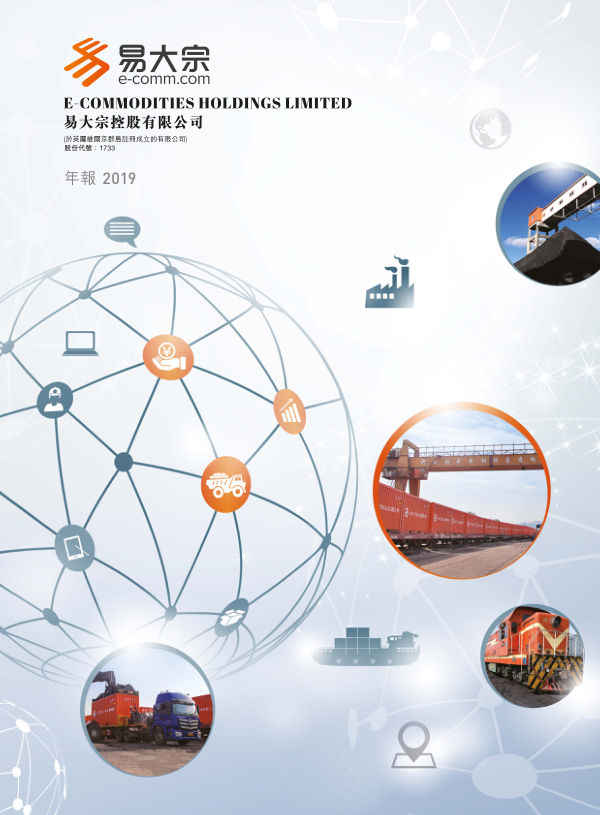 易大宗
e-comm.com
E-COMMODITIES HOLDINGS LIMITED
易大宗控股有限公司
(於英屬維爾京群島註冊成立的有限公司)
股份代號：1733
年報 2019